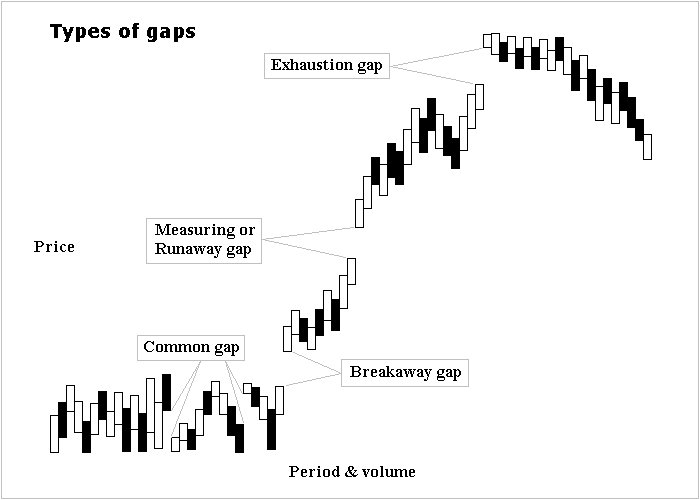 Types of gaps
Exhaustion gap
Measuring or
Runaway gap
Price
Common gap
Breakaway gap
Period & volume